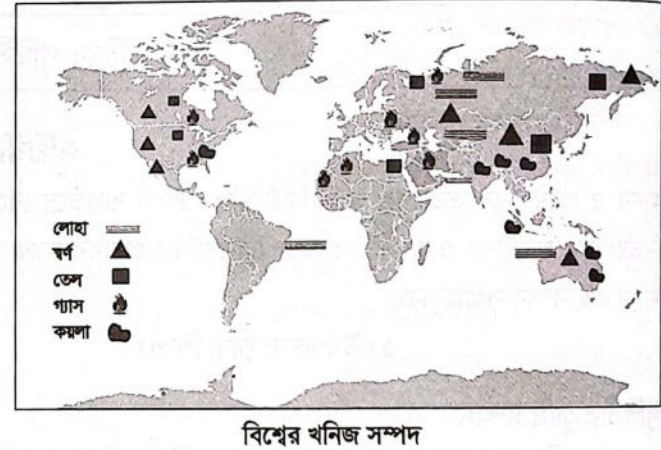 লোহা
স্বর্ণ
তেল
গ্যাস
কয়লা
বিশ্বের খনিজ সম্পদ